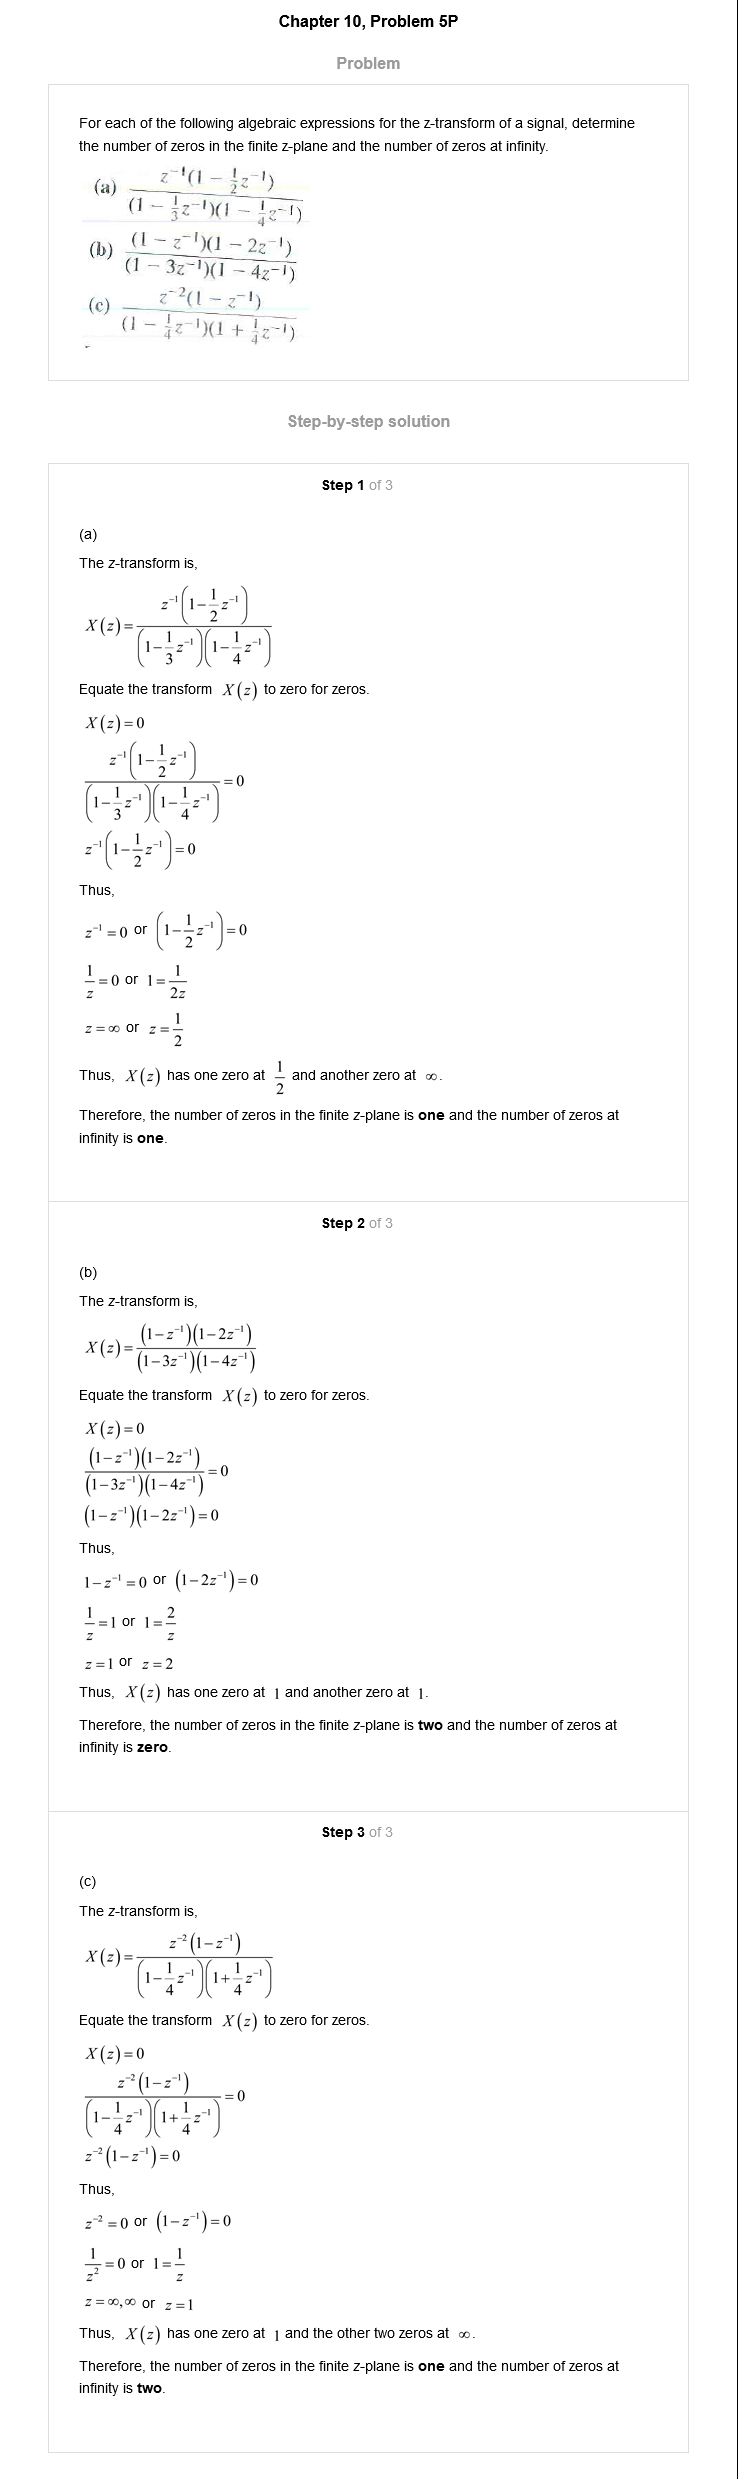 Chapter 10, Problem 5P
Problem
For each of the following algebraic expressions for the z-transform of a signal, determine
the number of zeros in the finite z-plane and the number of zeros at infinity.
(a) \frac{z^{-1}(1 - \frac{1}{2}z^{-1})}{(1 - \frac{1}{3}z^{-1})(1 - \frac{1}{4}z^{-1})}
(b) \frac{(1 - z^{-1})(1 - 2z^{-1})}{(1 - 3z^{-1})(1 - 4z^{-1})}
(c) \frac{z^{-2}(1 - z^{-1})}{(1 - \frac{1}{4}z^{-1})(1 + \frac{1}{4}z^{-1})}
Step-by-step solution
Step 1 of 3
(a)
The z-transform is,
X(z) = \frac{z^{-1}\left(1-\frac{1}{2}z^{-1}\right)}{\left(1-\frac{1}{3}z^{-1}\right)\left(1-\frac{1}{4}z^{-1}\right)}
Equate the transform X(z) to zero for zeros.
X(z) = 0
\frac{z^{-1}\left(1-\frac{1}{2}z^{-1}\right)}{\left(1-\frac{1}{3}z^{-1}\right)\left(1-\frac{1}{4}z^{-1}\right)} = 0
z^{-1}\left(1-\frac{1}{2}z^{-1}\right) = 0
Thus,
z^{-1} = 0 or \left(1-\frac{1}{2}z^{-1}\right) = 0
\frac{1}{z} = 0 or 1 = \frac{1}{2z}
z = ∞ or z = \frac{1}{2}
Thus, X(z) has one zero at \frac{1}{2} and another zero at ∞.
Therefore, the number of zeros in the finite z-plane is one and the number of zeros at
infinity is one.
Step 2 of 3
(b)
The z-transform is,
X(z) = \frac{(1-z^{-1})(1-2z^{-1})}{(1-3z^{-1})(1-4z^{-1})}
Equate the transform X(z) to zero for zeros.
X(z) = 0
\frac{(1-z^{-1})(1-2z^{-1})}{(1-3z^{-1})(1-4z^{-1})} = 0
(1-z^{-1})(1-2z^{-1}) = 0
Thus,
1-z^{-1} = 0 or (1-2z^{-1}) = 0
\frac{1}{z} = 1 or 1 = \frac{2}{z}
z = 1 or z = 2
Thus, X(z) has one zero at 1 and another zero at 1.
Therefore, the number of zeros in the finite z-plane is two and the number of zeros at
infinity is zero.
Step 3 of 3
(c)
The z-transform is,
X(z) = \frac{z^{-2}(1-z^{-1})}{\left(1-\frac{1}{4}z^{-1}\right)\left(1+\frac{1}{4}z^{-1}\right)}
Equate the transform X(z) to zero for zeros.
X(z) = 0
\frac{z^{-2}(1-z^{-1})}{\left(1-\frac{1}{4}z^{-1}\right)\left(1+\frac{1}{4}z^{-1}\right)} = 0
z^{-2}(1-z^{-1}) = 0
Thus,
z^{-2} = 0 or (1-z^{-1}) = 0
\frac{1}{z^{2}} = 0 or 1 = \frac{1}{z}
z = ∞,∞ or z = 1
Thus, X(z) has one zero at 1 and the other two zeros at ∞.
Therefore, the number of zeros in the finite z-plane is one and the number of zeros at
infinity is two.